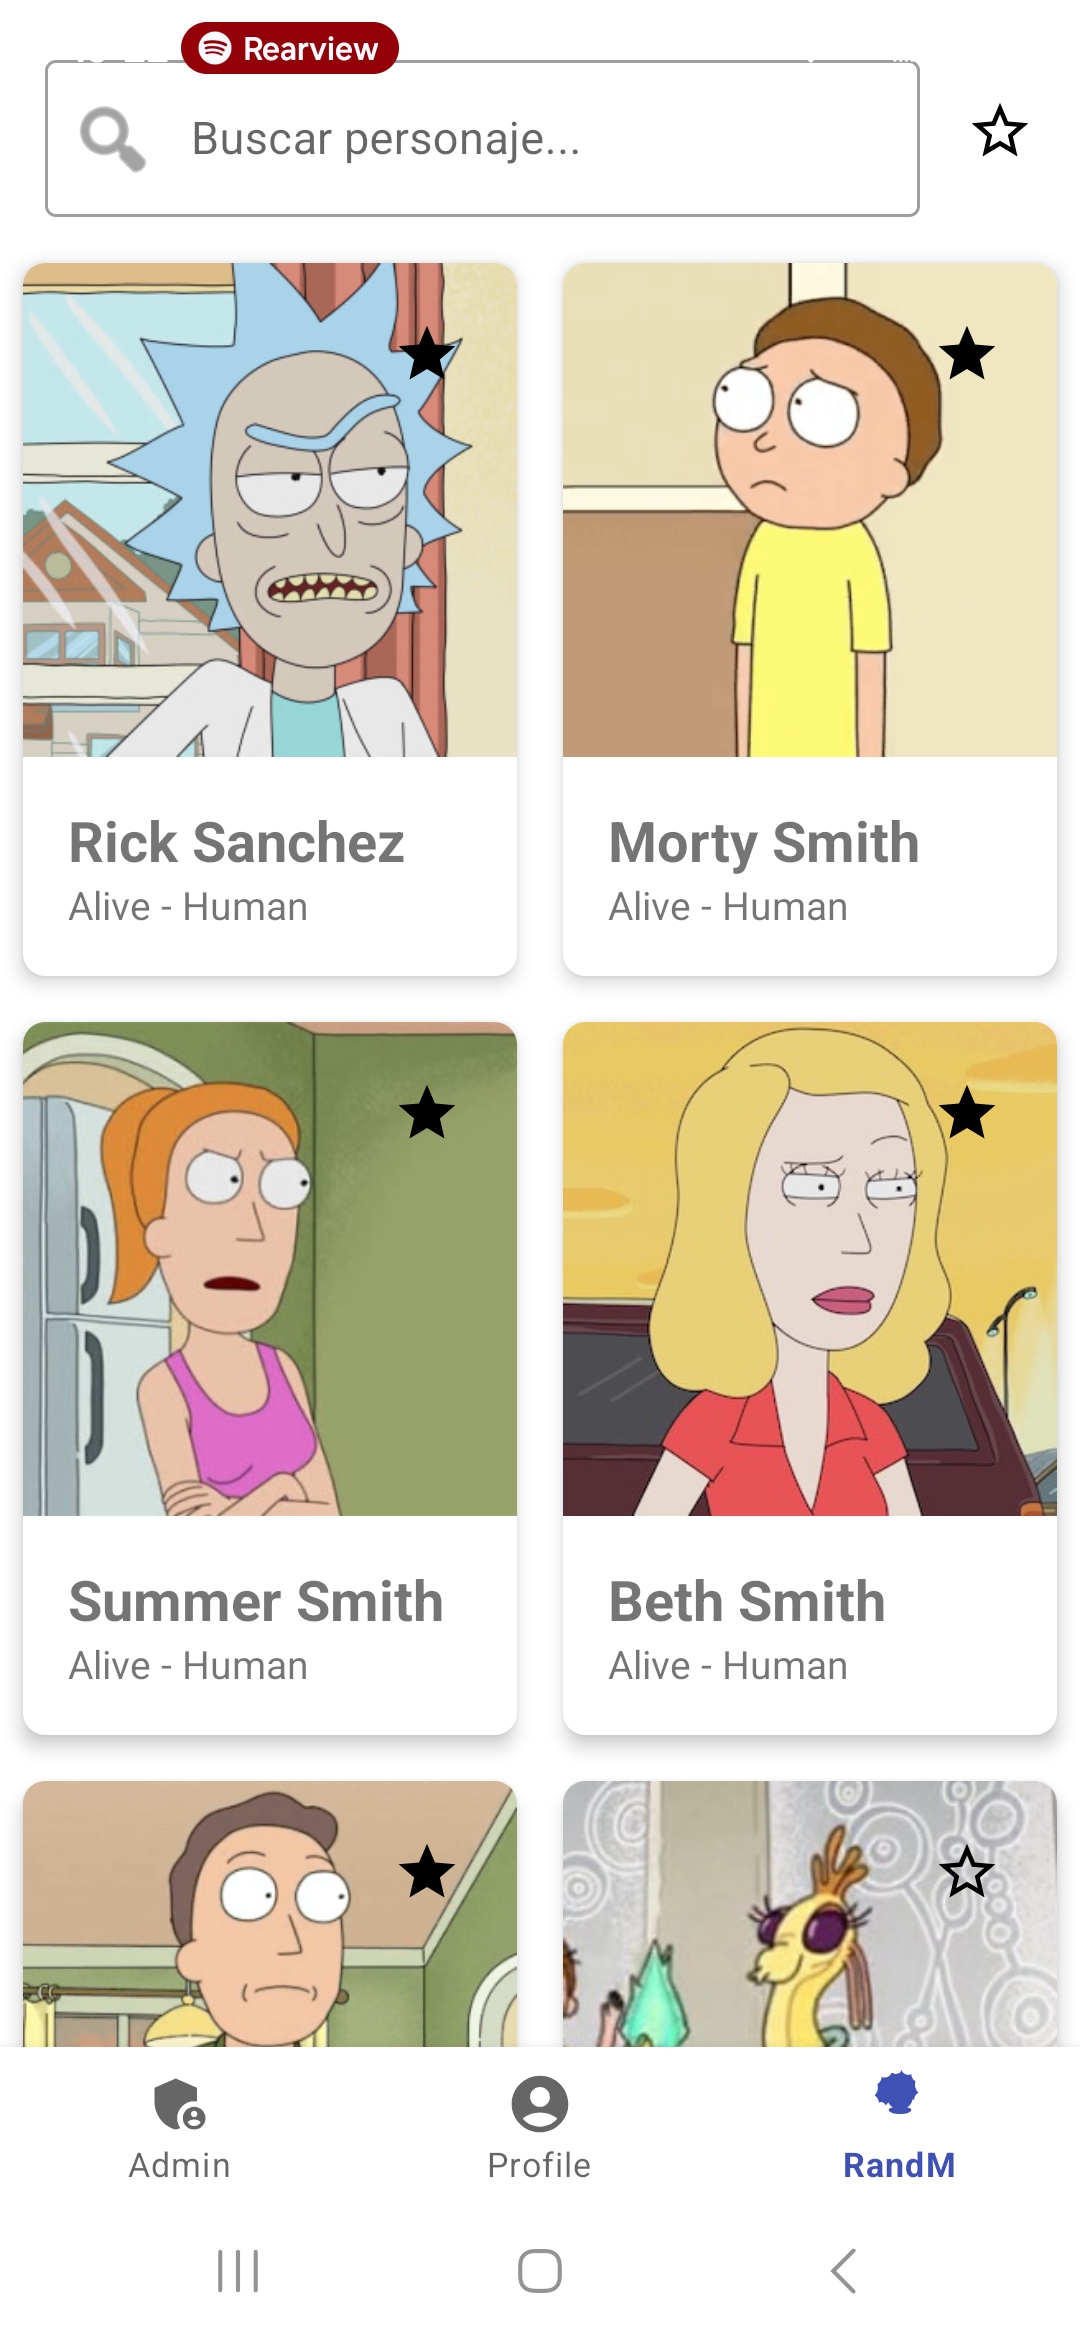 Rearview
Buscar personaje...
Rick Sanchez
Alive - Human
Morty Smith
Alive - Human
Summer Smith
Alive - Human
Beth Smith
Alive - Human
Admin
Profile
RandM